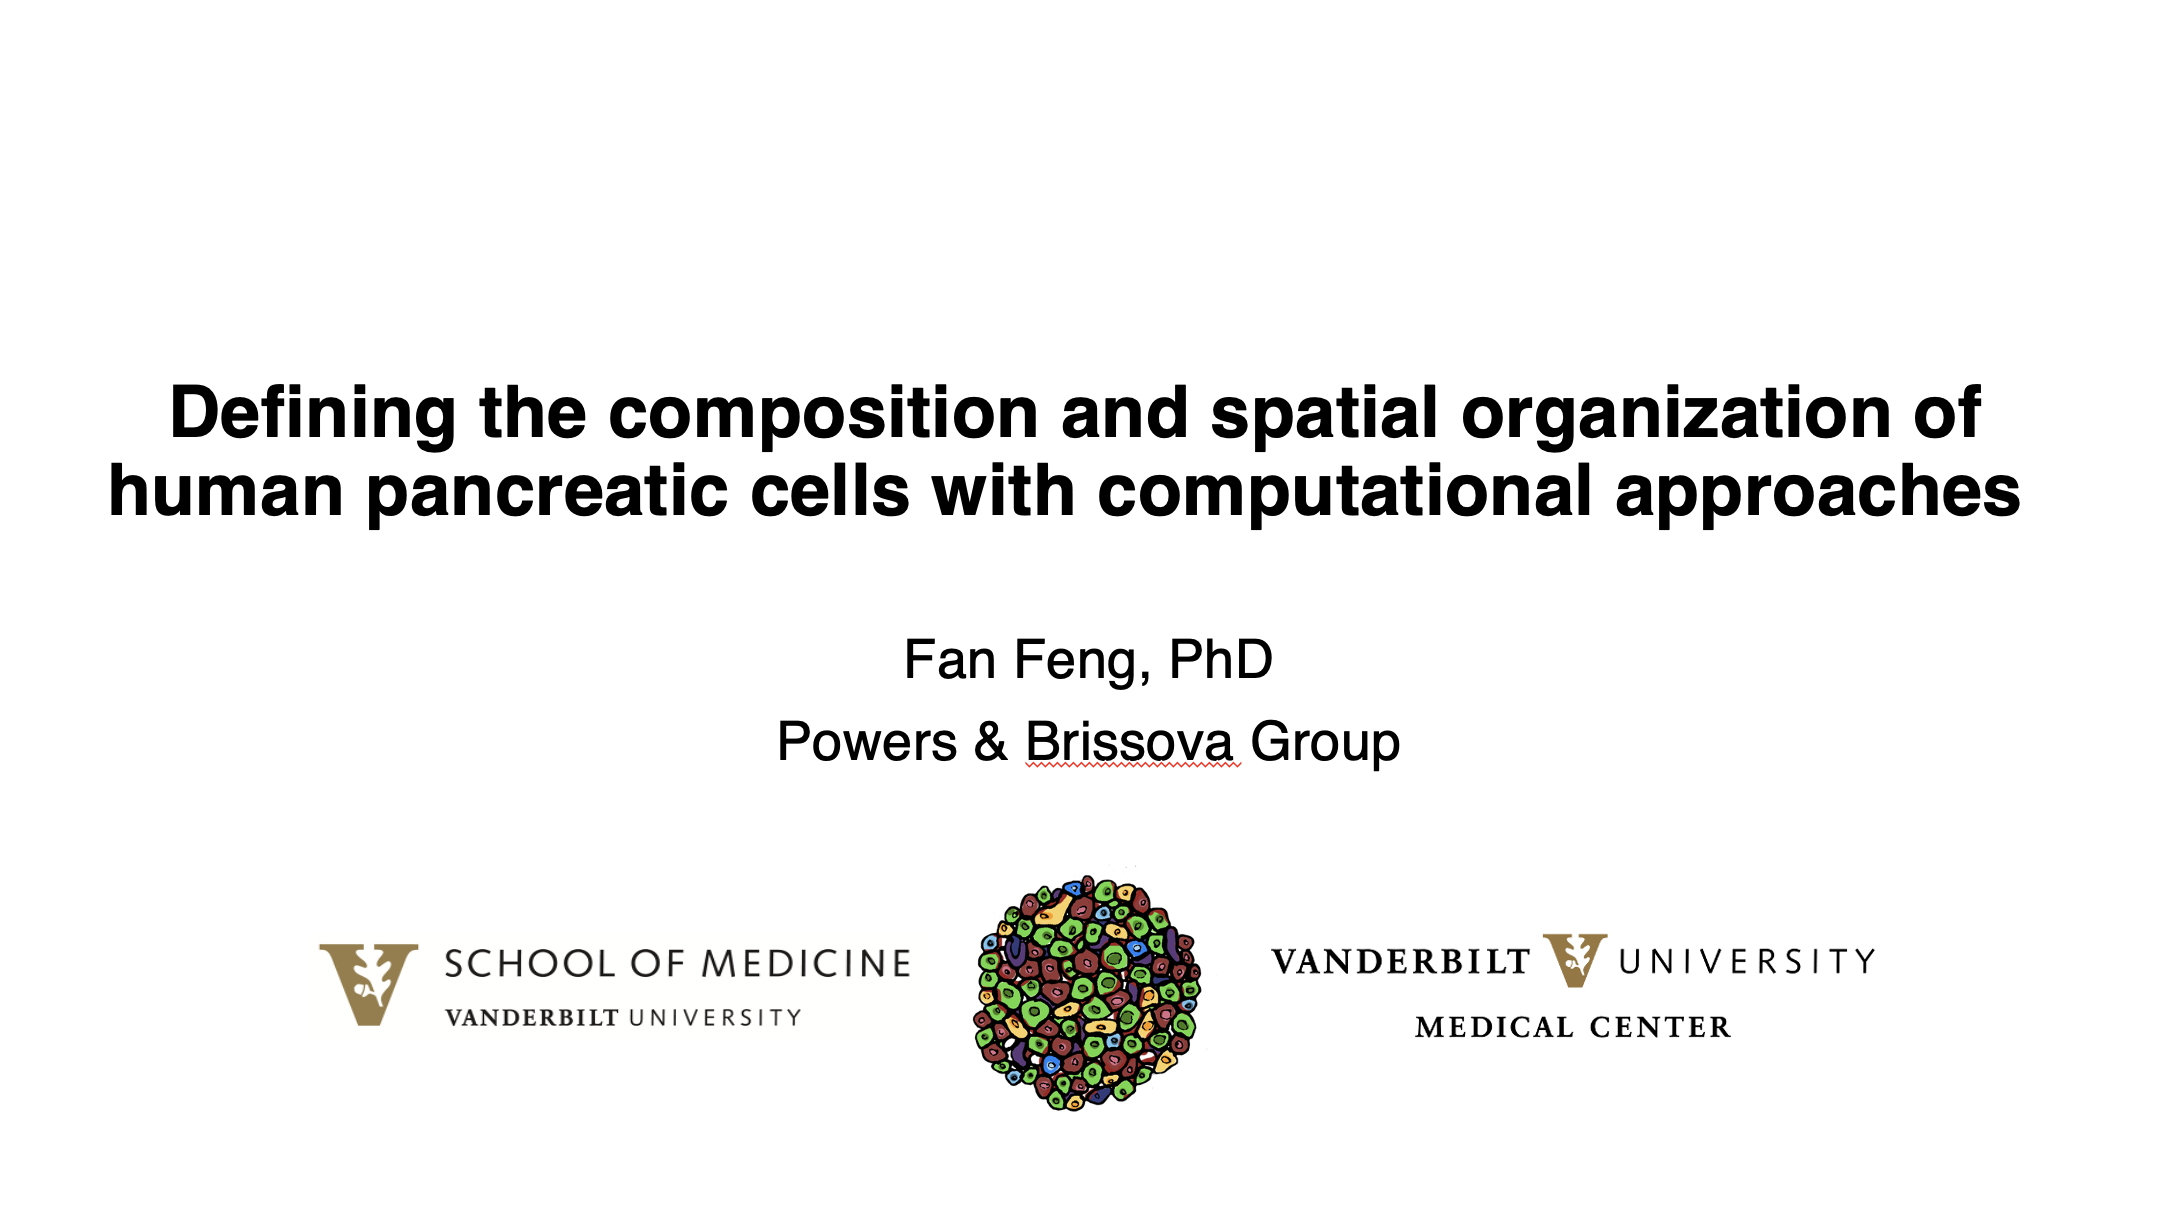 Defining the composition and spatial organization of
human pancreatic cells with computational approaches
Fan Feng, PhD
Powers & Brissova Group
SCHOOL OF MEDICINE
VANDERBILT UNIVERSITY
VANDERBILT V UNIVERSITY
MEDICAL CENTER